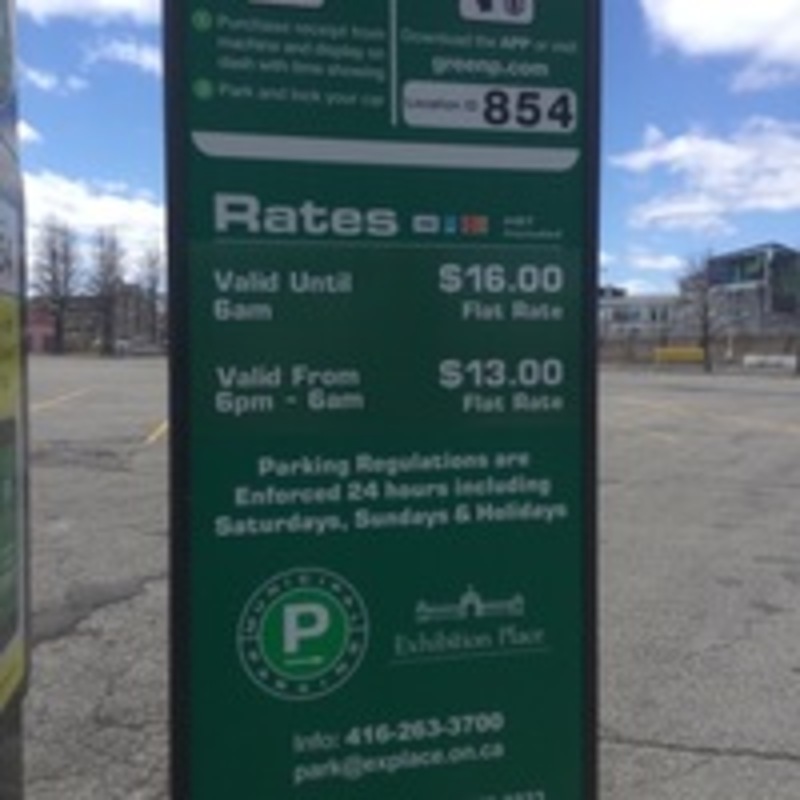 Purchase receipt from
machine and display on
dash with time showing
Park and lock your car
Download the APP or visit
greenp.com
Location ID 854
Rates
Valid Until
6am
$16.00
Flat Rate
Valid From
6pm - 6am
$13.00
Flat Rate
Parking Regulations are
Enforced 24 hours including
Saturdays, Sundays & Holidays
MUNICIPAL
P
PARKING
Exhibition Place
Info: 416-263-3700
park@explace.on.ca